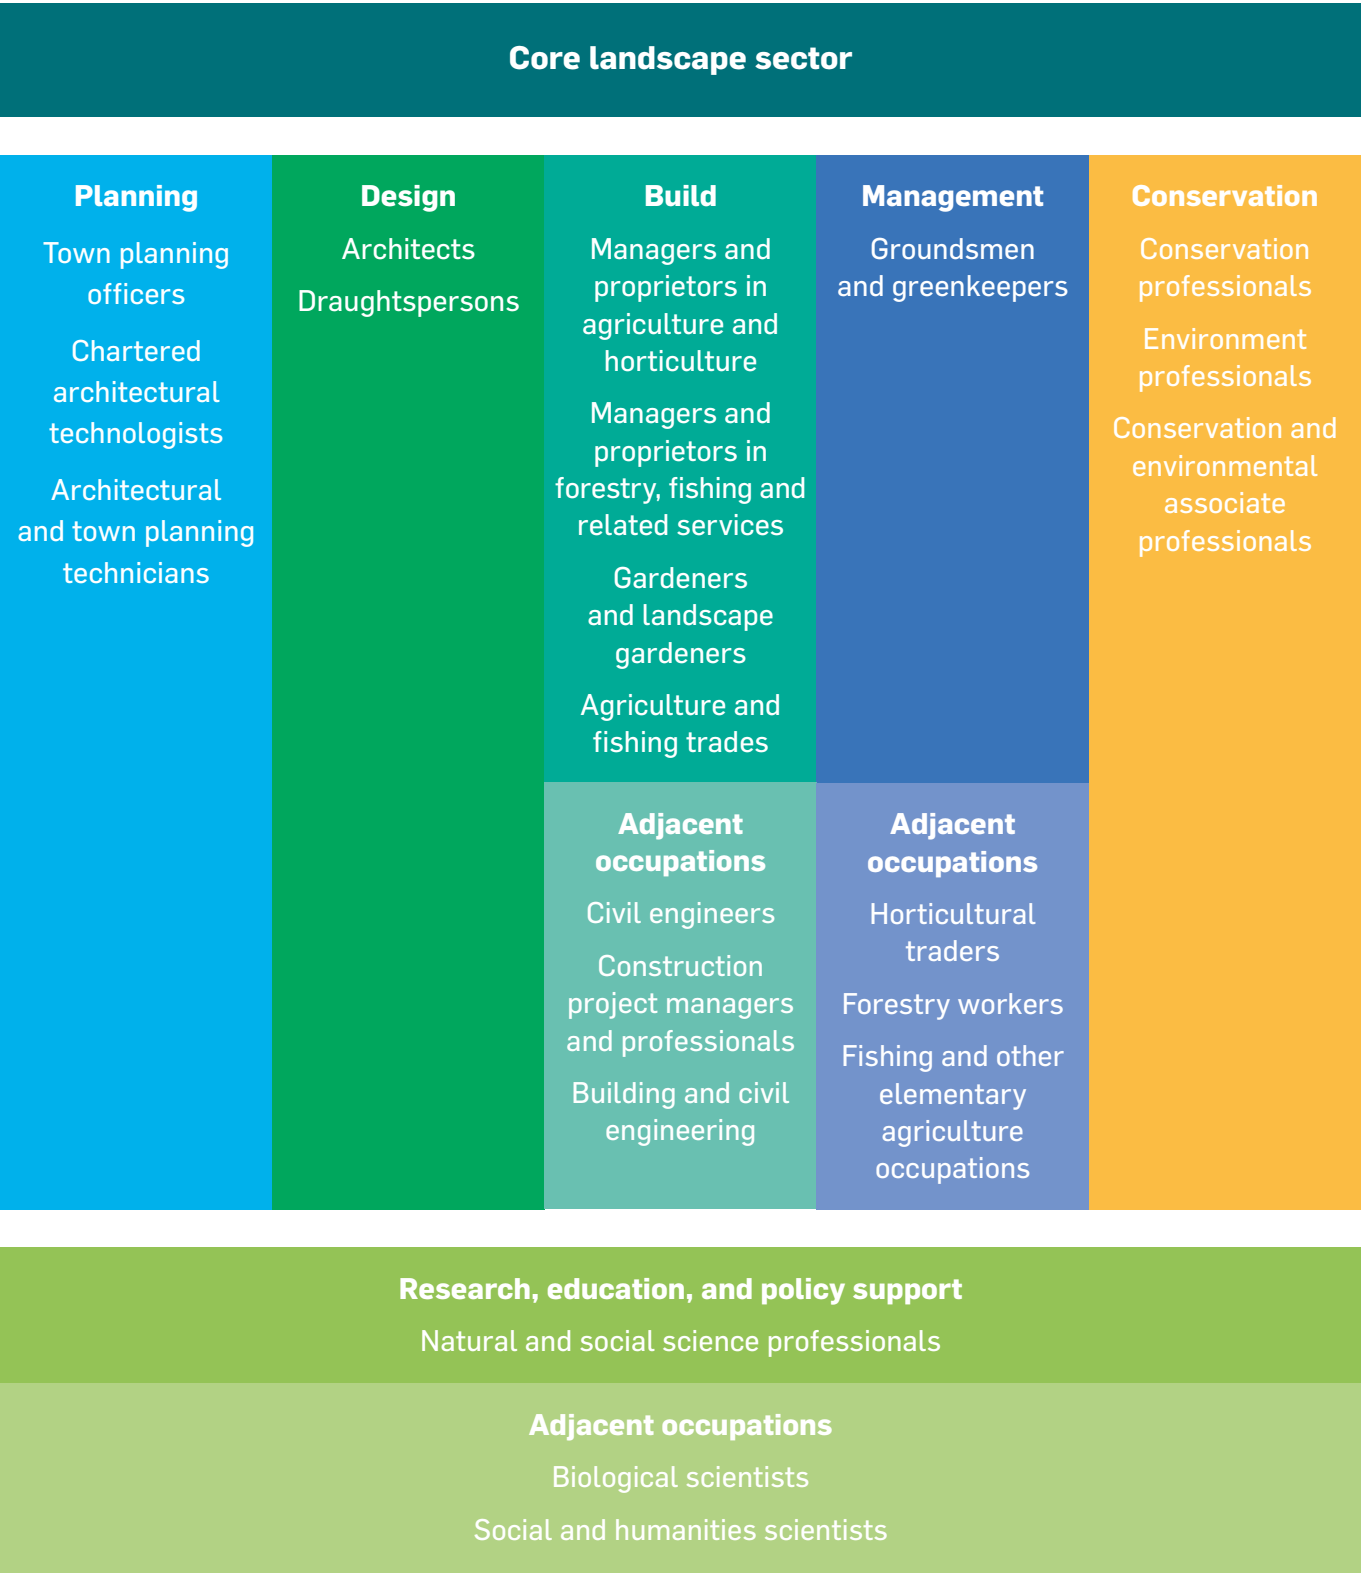 Core landscape sector
Planning
Town planning
officers
Chartered
architectural
technologists
Architectural
and town planning
technicians
Design
Architects
Draughtspersons
Build
Managers and
proprietors in
agriculture and
horticulture
Managers and
proprietors in
forestry, fishing and
related services
Gardeners
and landscape
gardeners
Agriculture and
fishing trades
Adjacent
occupations
Civil engineers
Construction
project managers
and professionals
Building and civil
engineering
Management
Groundsmen
and greenkeepers
Adjacent
occupations
Horticultural
traders
Forestry workers
Fishing and other
elementary
agriculture
occupations
Conservation
Conservation
professionals
Environment
professionals
Conservation and
environmental
associate
professionals
Research, education, and policy support
Natural and social science professionals
Adjacent occupations
Biological scientists
Social and humanities scientists